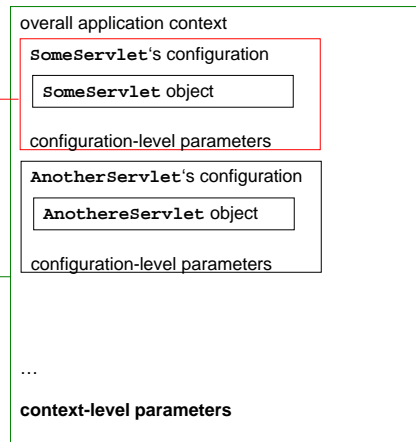 overall application context
SomeServlet‘s configuration
SomeServlet object
configuration-level parameters
AnotherServlet‘s configuration
AnothereServlet object
configuration-level parameters
…
context-level parameters